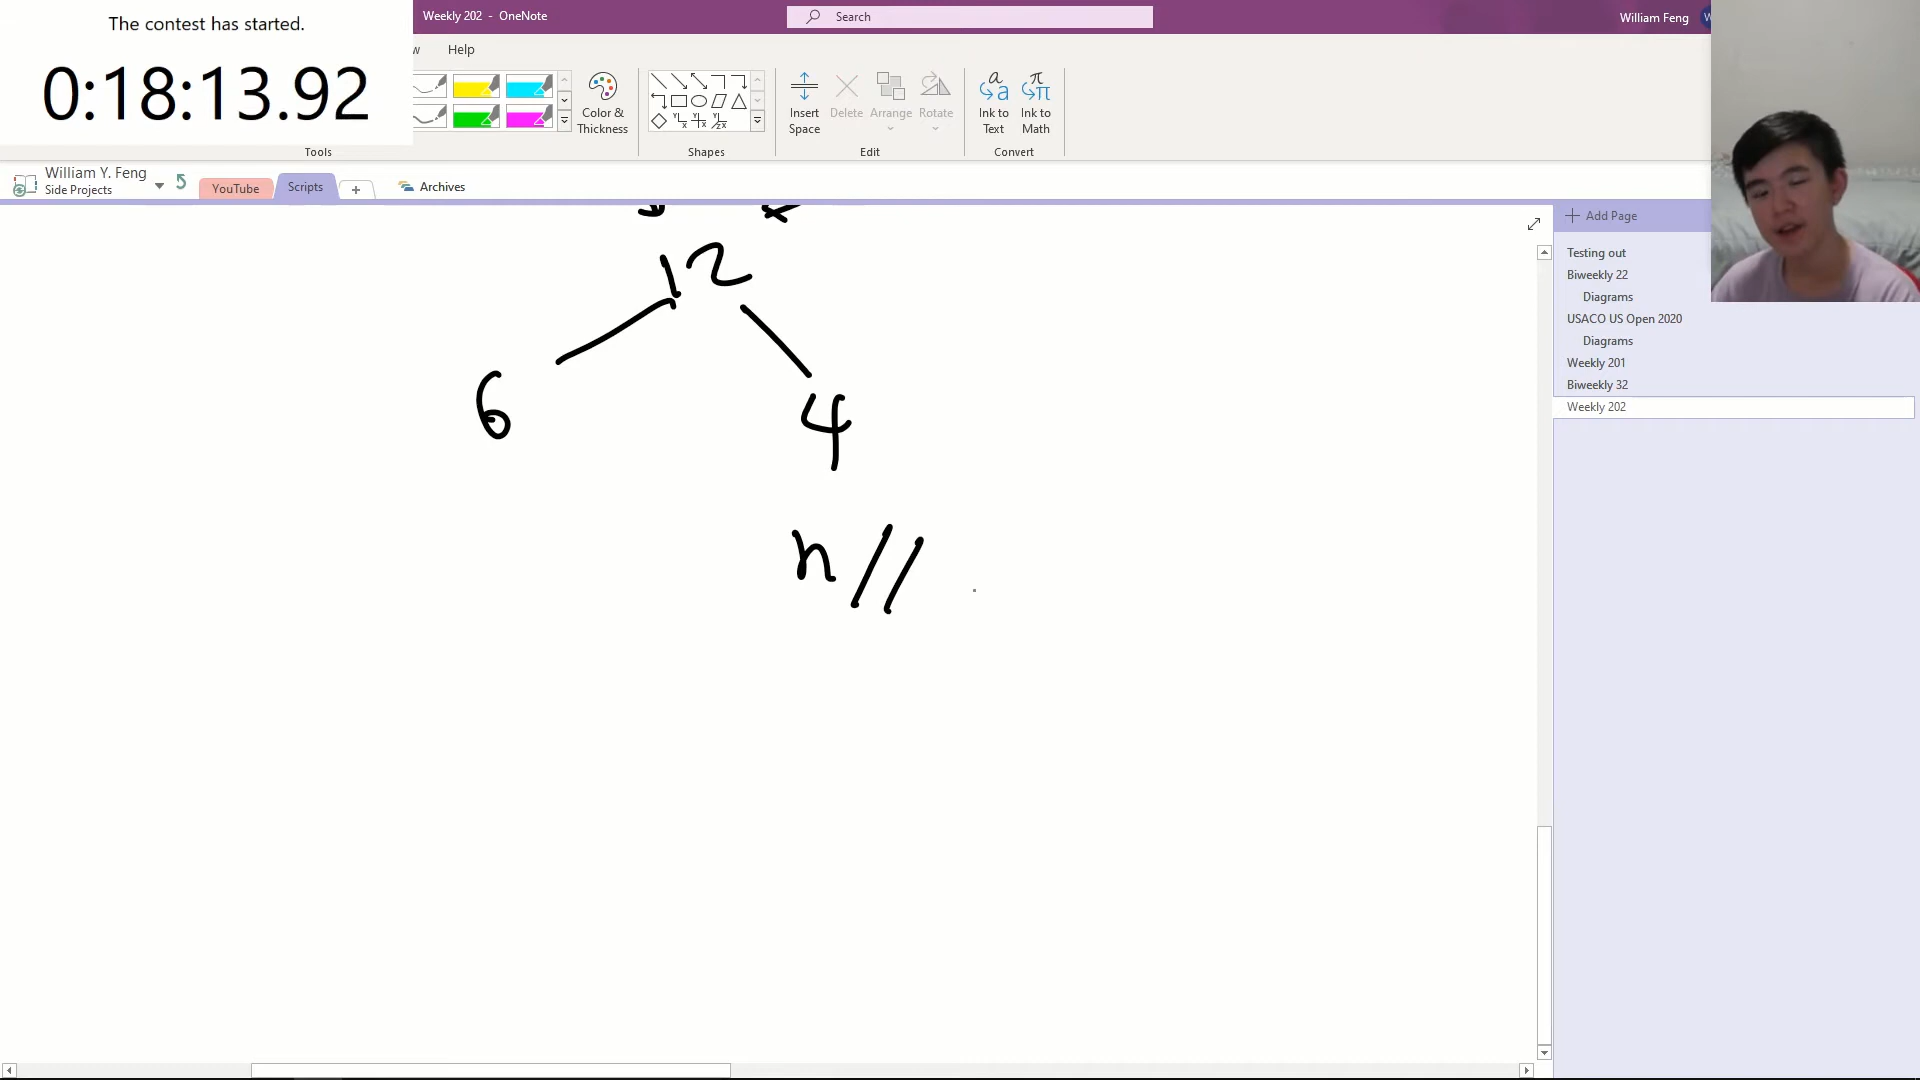 The contest has started.
0:18:13.92
Weekly 202 - OneNote
Search
William Feng
w
Help
Color & Thickness
Insert Space
Delete
Arrange
Rotate
Ink to Text
Ink to Math
Tools
Shapes
Edit
Convert
William Y. Feng
Side Projects
YouTube
Scripts
Archives
Add Page
Testing out
Biweekly 22
Diagrams
USACO US Open 2020
Diagrams
Weekly 201
Biweekly 32
Weekly 202
12
6
4
n //